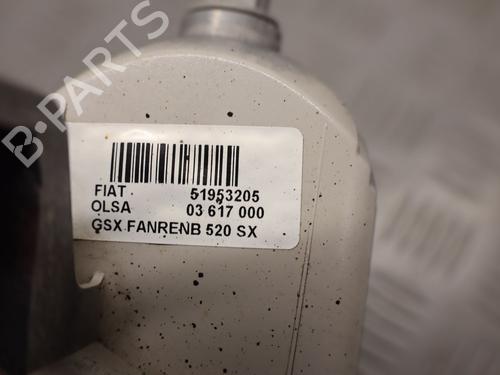 B-PARTS
FIAT 51953205
OLSA 03 617 000
GSX FANRENB 520 SX